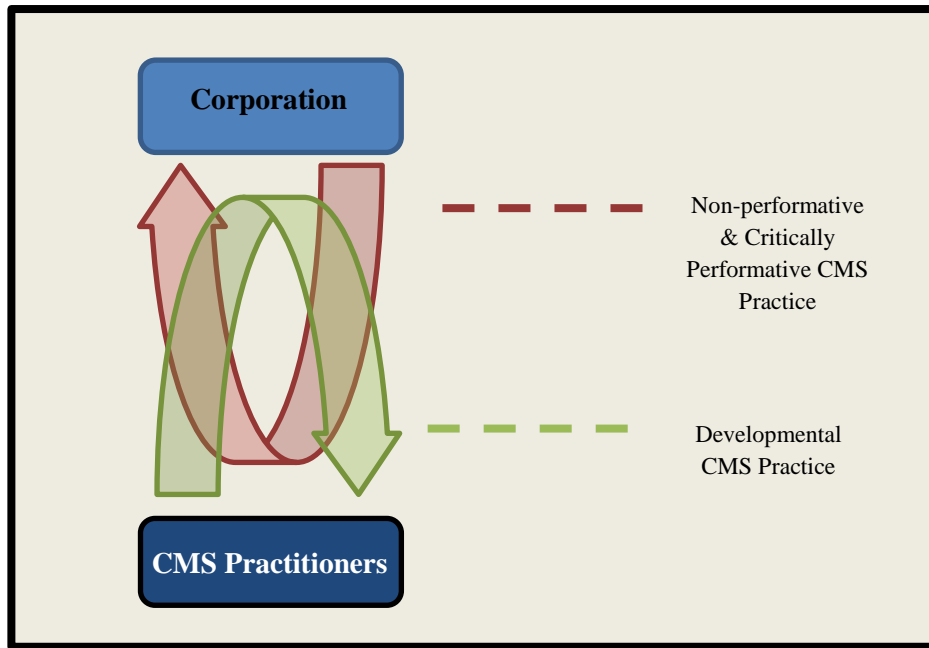 Corporation
Non-performative
& Critically
Performative CMS
Practice
Developmental
CMS Practice
CMS Practitioners